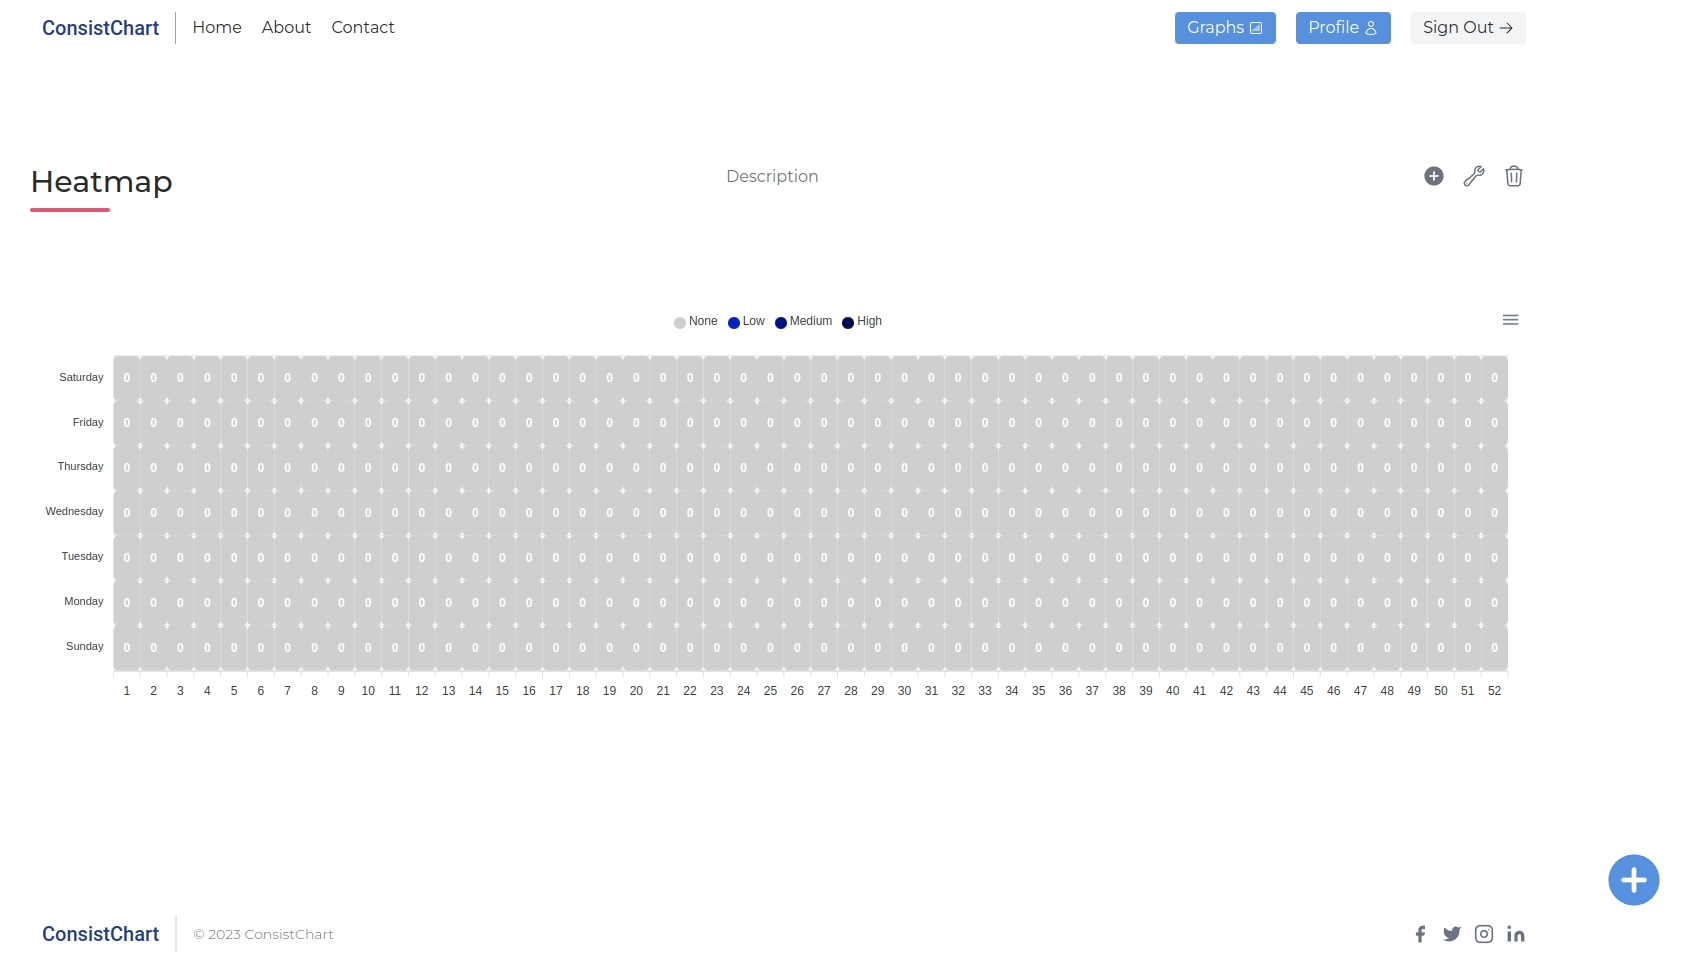 ConsistChart Home About Contact Graphs Profile Sign Out
Heatmap Description
None Low Medium High
Saturday 0 0 0 0 0 0 0 0 0 0 0 0 0 0 0 0 0 0 0 0 0 0 0 0 0 0 0 0 0 0 0 0 0 0 0 0 0 0 0 0 0 0 0 0 0 0 0 0 0 0 0 0
Friday 0 0 0 0 0 0 0 0 0 0 0 0 0 0 0 0 0 0 0 0 0 0 0 0 0 0 0 0 0 0 0 0 0 0 0 0 0 0 0 0 0 0 0 0 0 0 0 0 0 0 0 0
Thursday 0 0 0 0 0 0 0 0 0 0 0 0 0 0 0 0 0 0 0 0 0 0 0 0 0 0 0 0 0 0 0 0 0 0 0 0 0 0 0 0 0 0 0 0 0 0 0 0 0 0 0 0
Wednesday 0 0 0 0 0 0 0 0 0 0 0 0 0 0 0 0 0 0 0 0 0 0 0 0 0 0 0 0 0 0 0 0 0 0 0 0 0 0 0 0 0 0 0 0 0 0 0 0 0 0 0 0
Tuesday 0 0 0 0 0 0 0 0 0 0 0 0 0 0 0 0 0 0 0 0 0 0 0 0 0 0 0 0 0 0 0 0 0 0 0 0 0 0 0 0 0 0 0 0 0 0 0 0 0 0 0 0
Monday 0 0 0 0 0 0 0 0 0 0 0 0 0 0 0 0 0 0 0 0 0 0 0 0 0 0 0 0 0 0 0 0 0 0 0 0 0 0 0 0 0 0 0 0 0 0 0 0 0 0 0 0
Sunday 0 0 0 0 0 0 0 0 0 0 0 0 0 0 0 0 0 0 0 0 0 0 0 0 0 0 0 0 0 0 0 0 0 0 0 0 0 0 0 0 0 0 0 0 0 0 0 0 0 0 0 0
1 2 3 4 5 6 7 8 9 10 11 12 13 14 15 16 17 18 19 20 21 22 23 24 25 26 27 28 29 30 31 32 33 34 35 36 37 38 39 40 41 42 43 44 45 46 47 48 49 50 51 52
ConsistChart © 2023 ConsistChart